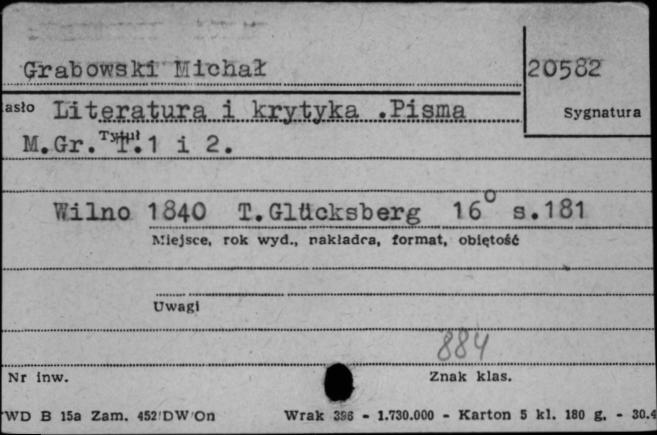 Grabowski Michał
20582
asło Literatura i krytyka .Pisma
Sygnatura
Tytuł
M.Gr. T.1 i 2.
Wilno 1840 T.Glücksberg 16° s.181
Miejsce, rok wyd., nakładca, format, objętość
Uwagi
884
Nr inw.
Znak klas.
WD B 15a Zam. 452/DW/On Wrak 396 - 1.730.000 - Karton 5 kl. 180 g. - 30.4